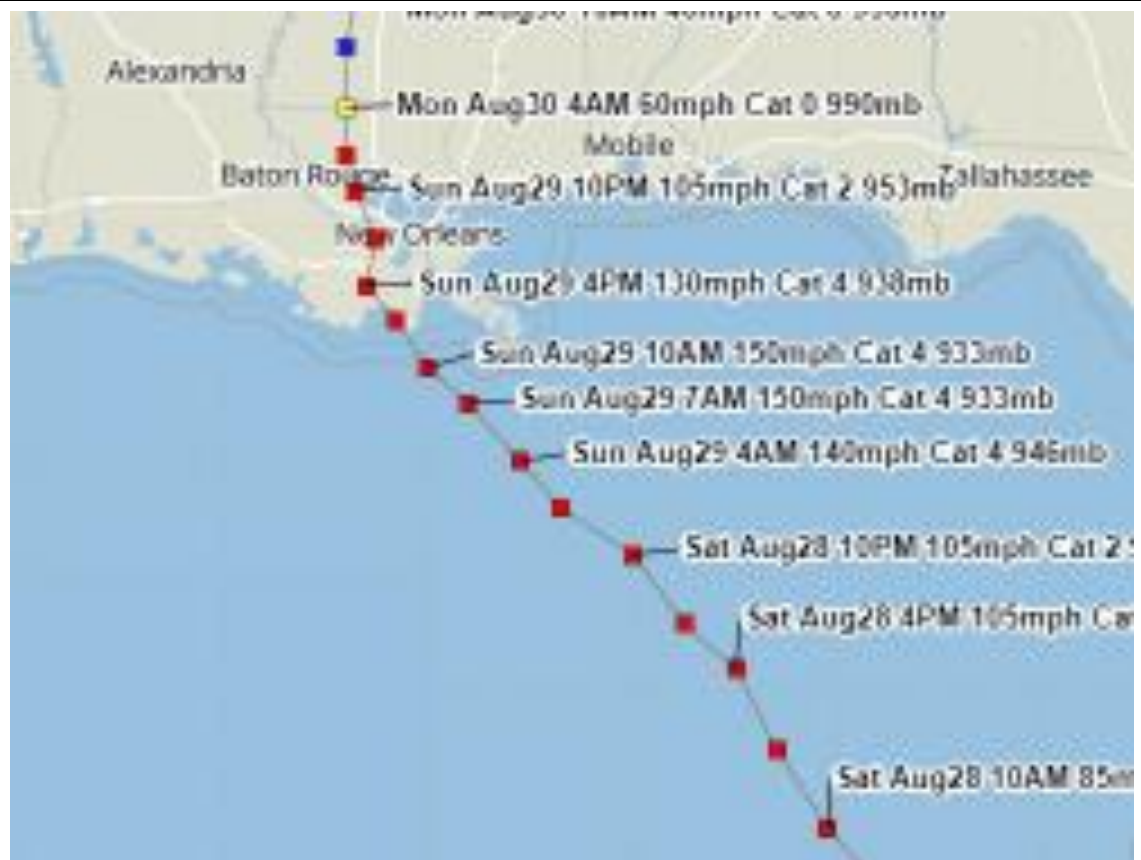 Alexandria
Mon Aug30 4AM 60mph Cat 0 990mb
Mobile
Baton Rouge
Sun Aug29 10PM 105mph Cat 2 953mb
Tallahassee
New Orleans
Sun Aug29 4PM 130mph Cat 4 938mb
Sun Aug29 10AM 150mph Cat 4 933mb
Sun Aug29 7AM 150mph Cat 4 933mb
Sun Aug29 4AM 140mph Cat 4 946mb
Sat Aug28 10PM 105mph Cat 2
Sat Aug28 4PM 105mph
Sat Aug28 10AM